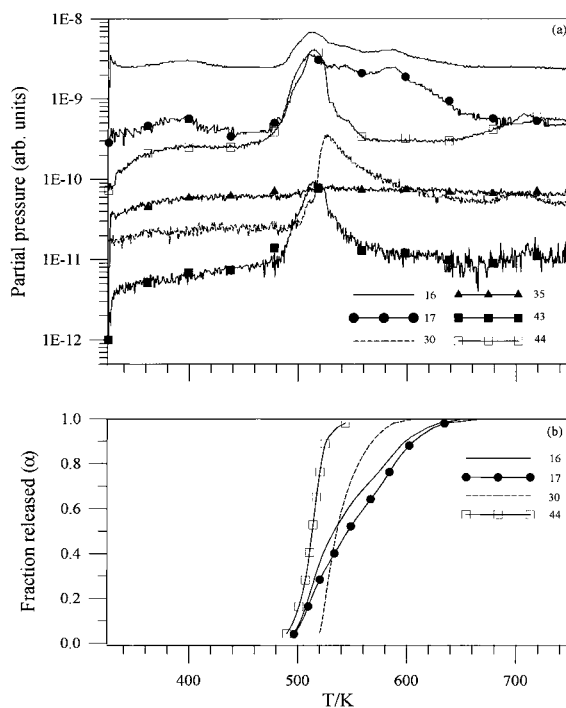 1E-8
(a)
1E-9
1E-10
1E-11
1E-12
Partial pressure (arb. units)
16
35
17
43
30
44
400
500
600
700
(b)
1.0
0.8
0.6
0.4
0.2
0.0
Fraction released (α)
16
17
30
44
400
500
600
700
T/K